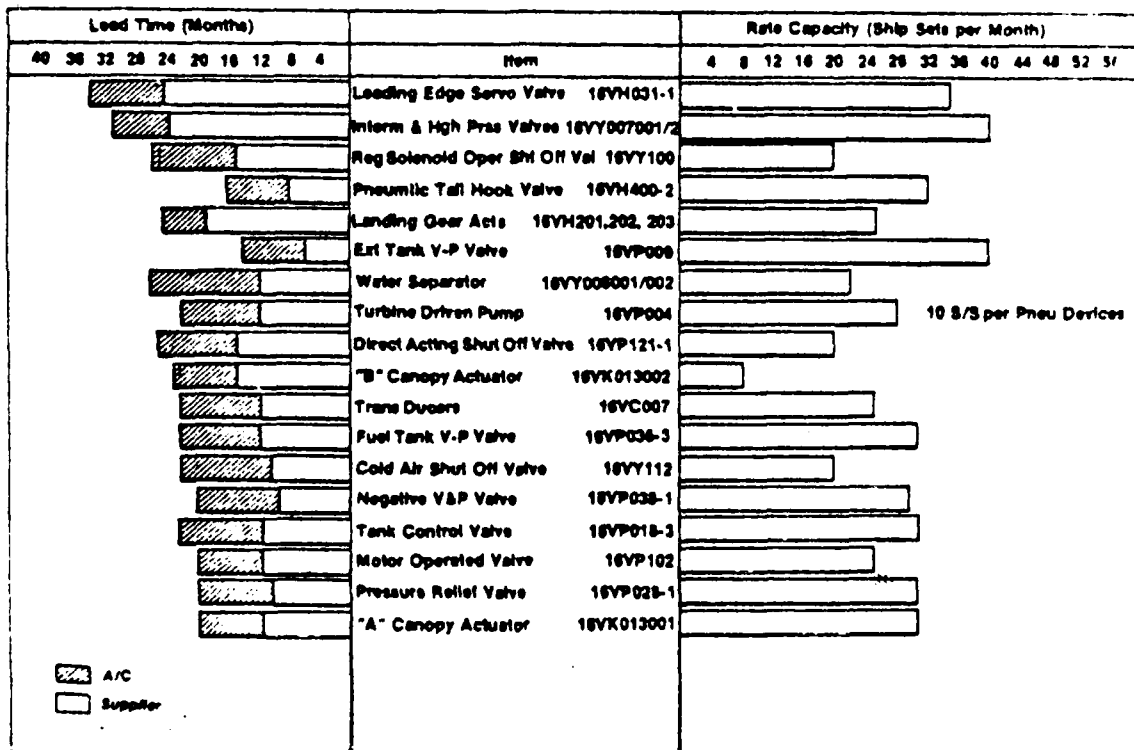 Lead Time (Months) Rate Capacity (Ship Sets per Month)
40 36 32 28 24 20 16 12 8 4 Item 4 8 12 16 20 24 28 32 36 40 44 48 52
Leading Edge Servo Valve 16VH031-1
Interm & Hgh Prss Valves 16VY007001/2
Reg Solenoid Oper Sht Off Val 16VY100
Pneumtic Tail Hook Valve 16VH400-2
Landing Gear Acts 16VH201,202, 203
Ext Tank V-P Valve 16VP009
Water Separator 16VY008001/002
Turbine Driven Pump 16VP004 10 S/S per Pneu Devices
Direct Acting Shut Off Valve 16VP121-1
"B" Canopy Actuator 16VK013002
Trans Ducers 16VC007
Fuel Tank V-P Valve 16VP036-3
Cold Air Shut Off Valve 16VY112
Negative V&P Valve 16VP038-1
Tank Control Valve 16VP018-3
Motor Operated Valve 16VP102
Pressure Relief Valve 16VP029-1
"A" Canopy Actuator 16VK013001
A/C
Supplier